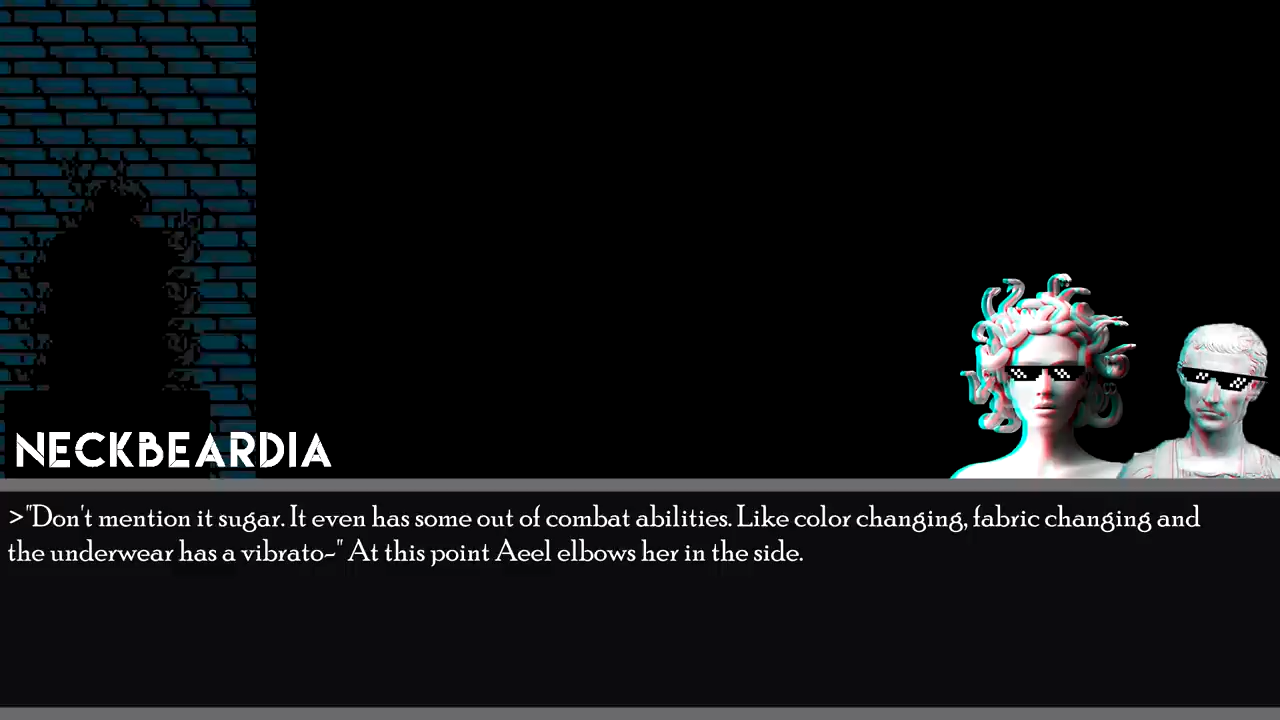 NECKBEARDIA
>"Don't mention it sugar. It even has some out of combat abilities. Like color changing, fabric changing and
the underwear has a vibrato-" At this point Aeel elbows her in the side.